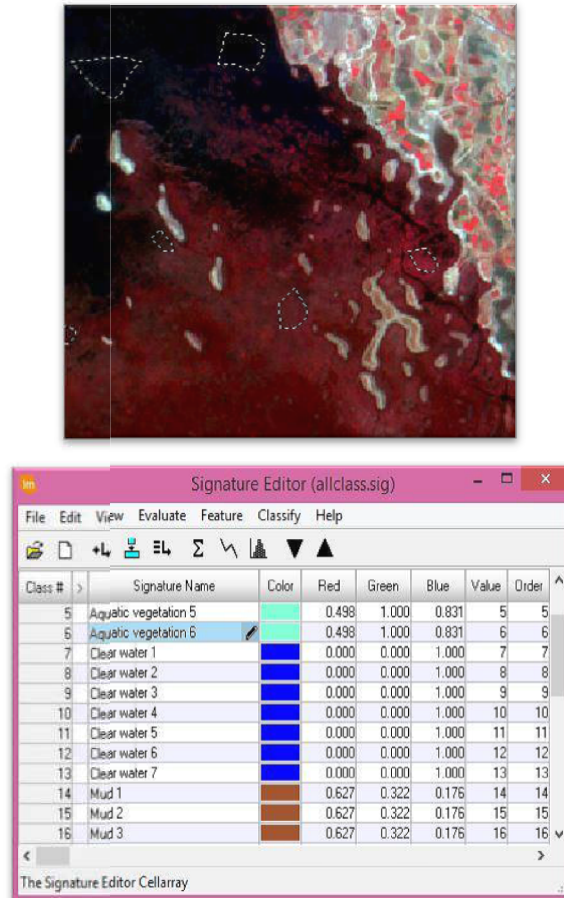 Im Signature Editor (allclass.sig)
File Edit View Evaluate Feature Classify Help
Class # > Signature Name Color Red Green Blue Value Order
5 Aquatic vegetation 5 0.498 1.000 0.831 5 5
6 Aquatic vegetation 6 0.498 1.000 0.831 6 6
7 Clear water 1 0.000 0.000 1.000 7 7
8 Clear water 2 0.000 0.000 1.000 8 8
9 Clear water 3 0.000 0.000 1.000 9 9
10 Clear water 4 0.000 0.000 1.000 10 10
11 Clear water 5 0.000 0.000 1.000 11 11
12 Clear water 6 0.000 0.000 1.000 12 12
13 Clear water 7 0.000 0.000 1.000 13 13
14 Mud 1 0.627 0.322 0.176 14 14
15 Mud 2 0.627 0.322 0.176 15 15
16 Mud 3 0.627 0.322 0.176 16 16
The Signature Editor Cellarray